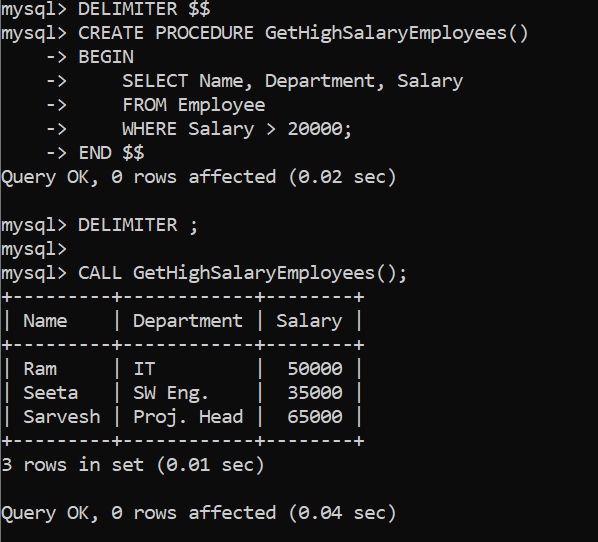 mysql> DELIMITER $$
mysql> CREATE PROCEDURE GetHighSalaryEmployees()
    -> BEGIN
    ->     SELECT Name, Department, Salary
    ->     FROM Employee
    ->     WHERE Salary > 20000;
    -> END $$
Query OK, 0 rows affected (0.02 sec)

mysql> DELIMITER ;
mysql>
mysql> CALL GetHighSalaryEmployees();
+---------+------------+--------+
| Name    | Department | Salary |
+---------+------------+--------+
| Ram     | IT         |  50000 |
| Seeta   | SW Eng.    |  35000 |
| Sarvesh | Proj. Head |  65000 |
+---------+------------+--------+
3 rows in set (0.01 sec)

Query OK, 0 rows affected (0.04 sec)